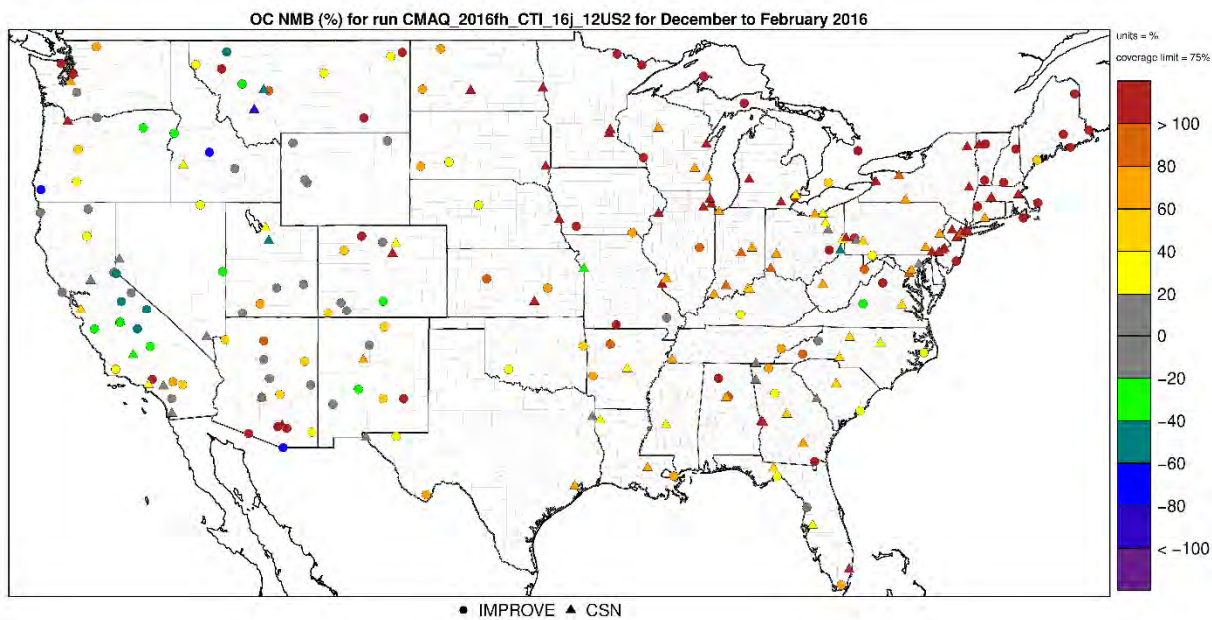 OC NMB (%) for run CMAQ_2016fh_CTI_16j_12US2 for December to February 2016
units = %
coverage limit = 75%
> 100
80
60
40
20
0
−20
−40
−60
−80
< −100
● IMPROVE ▲ CSN